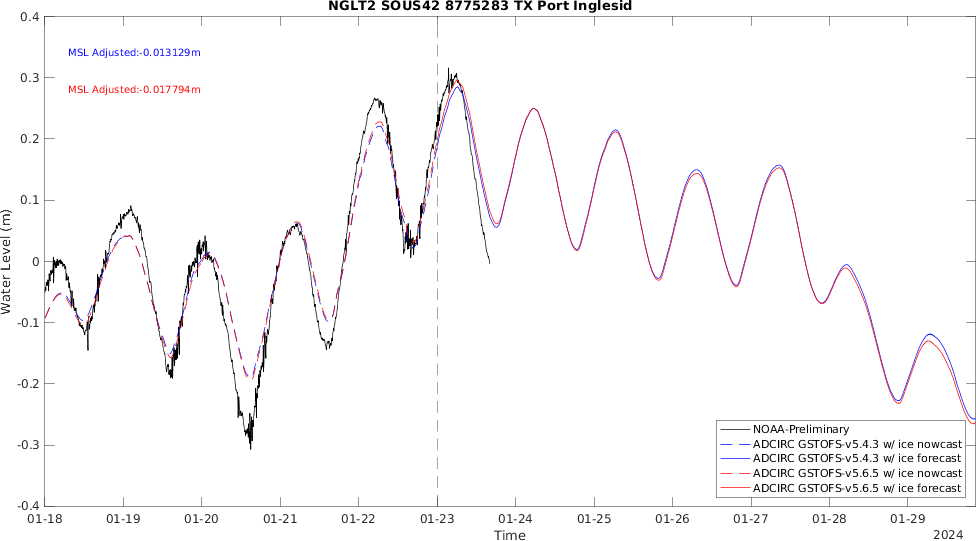 NGLT2 SOUS42 8775283 TX Port Inglesid
MSL Adjusted:-0.013129m
MSL Adjusted:-0.017794m
0.4
0.3
0.2
0.1
0
-0.1
-0.2
-0.3
-0.4
Water Level (m)
NOAA-Preliminary
ADCIRC GSTOFS-v5.4.3 w/ ice nowcast
ADCIRC GSTOFS-v5.4.3 w/ ice forecast
ADCIRC GSTOFS-v5.6.5 w/ ice nowcast
ADCIRC GSTOFS-v5.6.5 w/ ice forecast
01-18 01-19 01-20 01-21 01-22 01-23 01-24 01-25 01-26 01-27 01-28 01-29
Time
2024